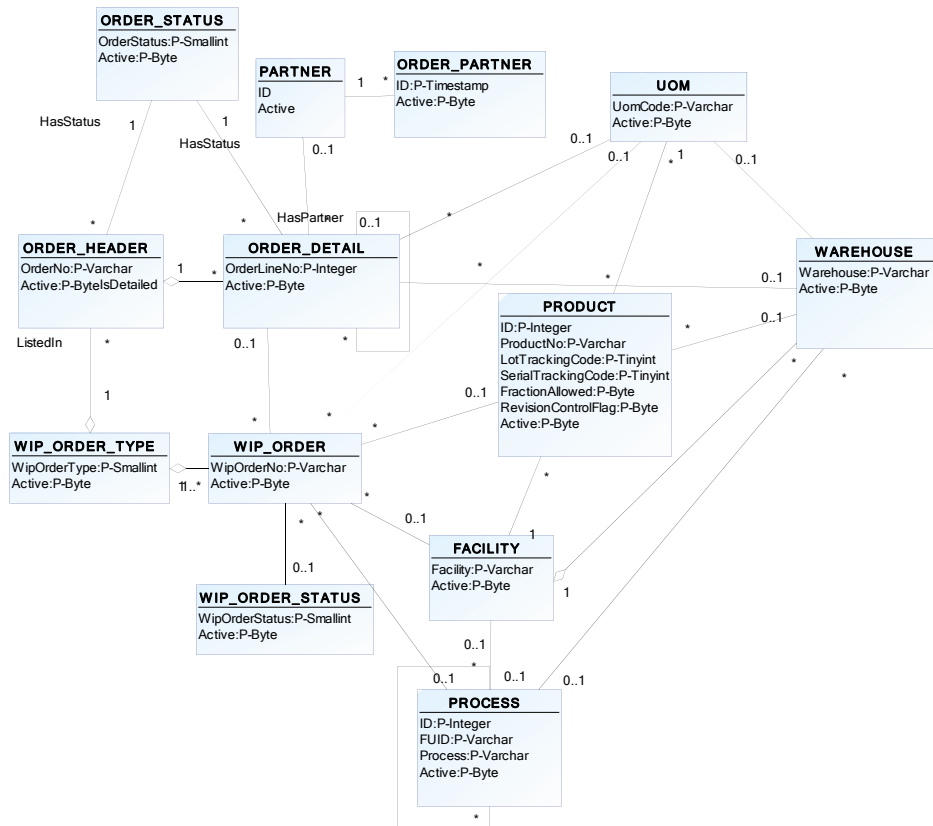 ORDER_STATUS
OrderStatus:P-Smallint
Active:P-Byte
PARTNER
ID
Active
1
*
ORDER_PARTNER
ID:P-Timestamp
Active:P-Byte
UOM
UomCode:P-Varchar
Active:P-Byte
HasStatus
1
1
HasStatus
0..1
0..1
0..1
*
1
0..1
*
*
HasPartner
*
0..1
*
ORDER_HEADER
OrderNo:P-Varchar
Active:P-Byte
IsDetailed
1
*
ORDER_DETAIL
OrderLineNo:P-Integer
Active:P-Byte
*
*
0..1
WAREHOUSE
Warehouse:P-Varchar
Active:P-Byte
PRODUCT
ID:P-Integer
ProductNo:P-Varchar
LotTrackingCode:P-Tinyint
SerialTrackingCode:P-Tinyint
FractionAllowed:P-Byte
RevisionControlFlag:P-Byte
Active:P-Byte
*
0..1
ListedIn
*
0..1
*
*
*
1
0..1
*
*
*
WIP_ORDER_TYPE
WipOrderType:P-Smallint
Active:P-Byte
1
1..*
WIP_ORDER
WipOrderNo:P-Varchar
Active:P-Byte
*
*
*
*
0..1
1
FACILITY
Facility:P-Varchar
Active:P-Byte
1
0..1
WIP_ORDER_STATUS
WipOrderStatus:P-Smallint
Active:P-Byte
0..1
*
0..1
0..1
0..1
PROCESS
ID:P-Integer
FUID:P-Varchar
Process:P-Varchar
Active:P-Byte
*